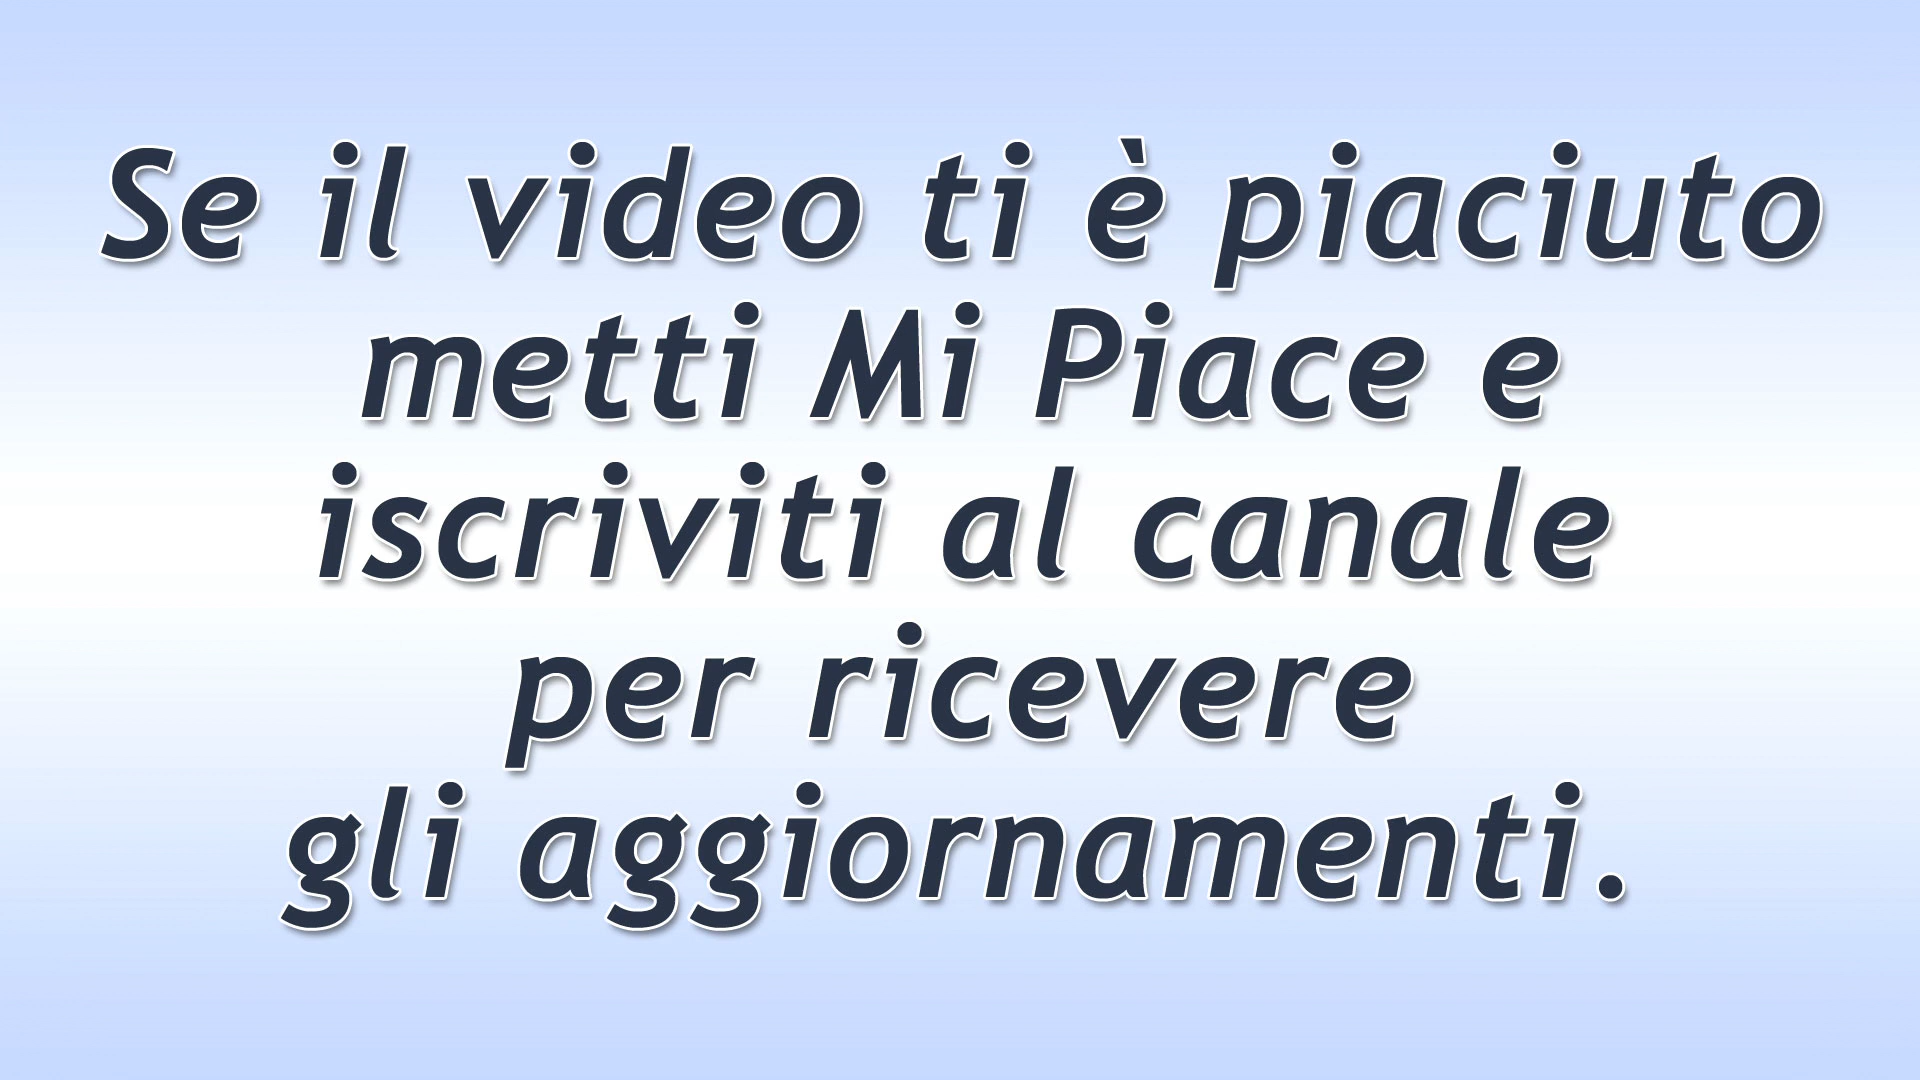 Se il video ti è piaciuto
metti Mi Piace e
iscriviti al canale
per ricevere
gli aggiornamenti.